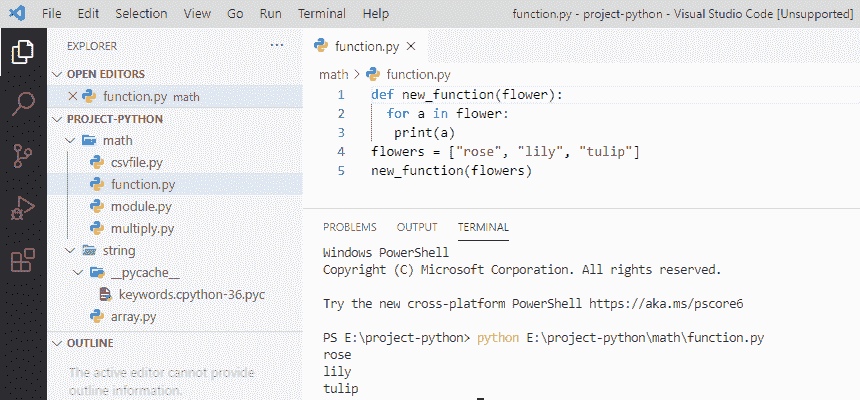 File Edit Selection View Go Run Terminal Help function.py - project-python - Visual Studio Code [Unsupported]
EXPLORER ···
OPEN EDITORS
function.py math
PROJECT-PYTHON
math
csvfile.py
function.py
module.py
multiply.py
string
__pycache__
keywords.cpython-36.pyc
array.py
OUTLINE
The active editor cannot provide
outline information.
function.py
math > function.py
1 def new_function(flower):
2 for a in flower:
3 print(a)
4 flowers = ["rose", "lily", "tulip"]
5 new_function(flowers)
PROBLEMS OUTPUT TERMINAL
Windows PowerShell
Copyright (C) Microsoft Corporation. All rights reserved.
Try the new cross-platform PowerShell https://aka.ms/pscore6
PS E:\project-python> python E:\project-python\math\function.py
rose
lily
tulip